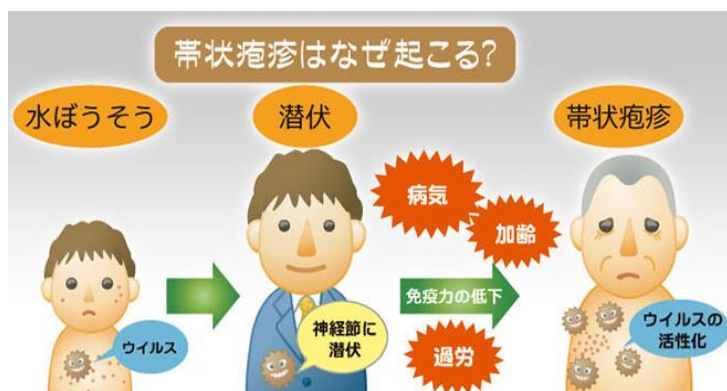 帯状疱疹はなぜ起こる?
水ぼうそう
潜伏
帯状疱疹
病気
加齢
免疫力の低下
過労
ウイルス
神経節に
潜伏
ウイルスの
活性化